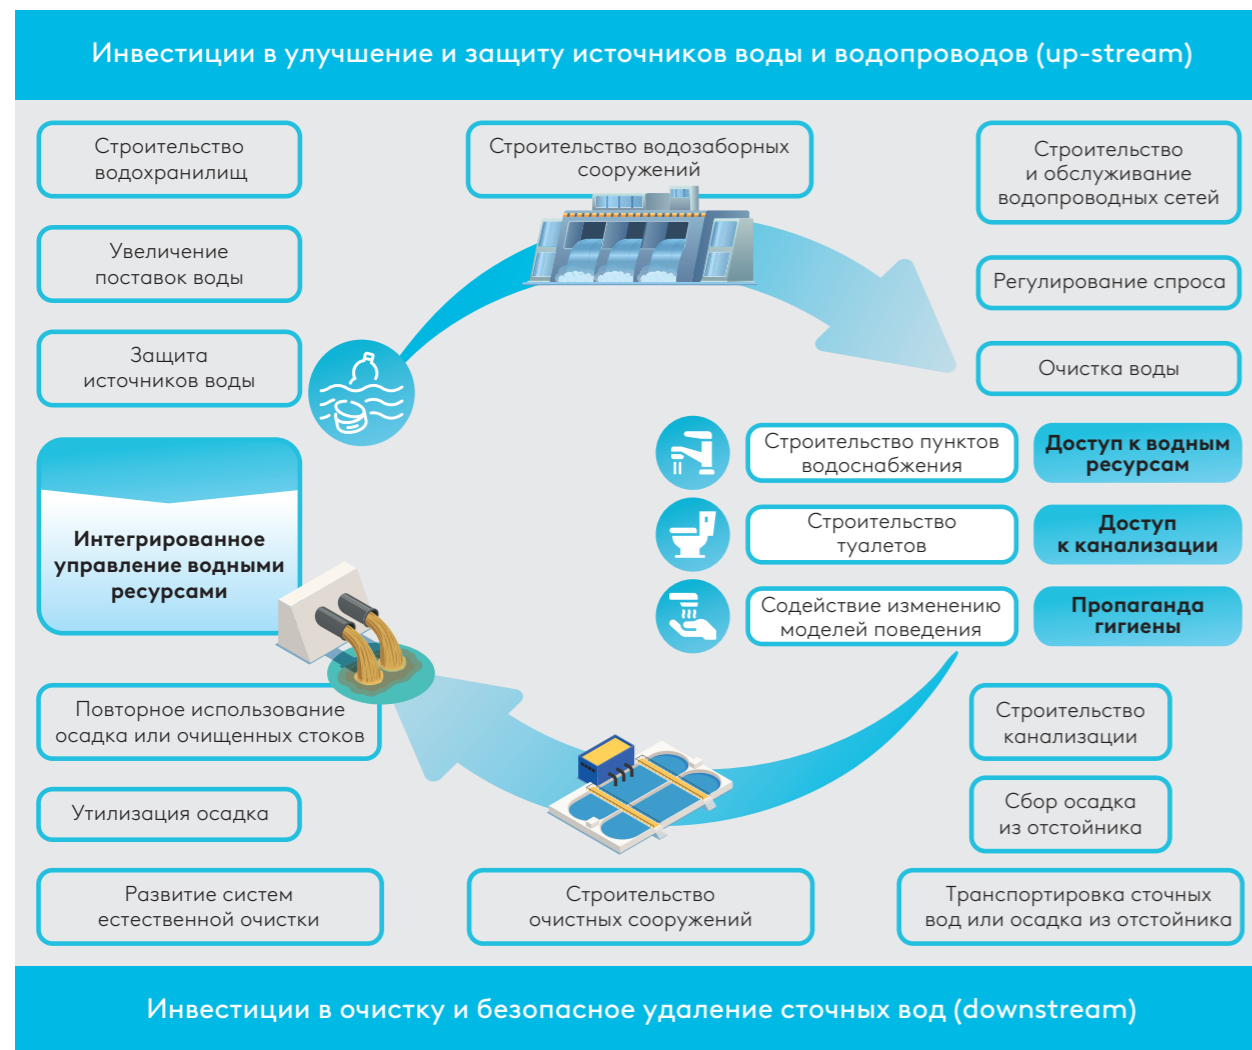 Инвестиции в улучшение и защиту источников воды и водопроводов (up-stream)
Строительство
водохранилищ
Строительство водозаборных
сооружений
Строительство
и обслуживание
водопроводных сетей
Увеличение
поставок воды
Регулирование спроса
Защита
источников воды
Очистка воды
Интегрированное
управление водными
ресурсами
Строительство пунктов
водоснабжения
Доступ к водным
ресурсам
Строительство
туалетов
Доступ
к канализации
Содействие изменению
моделей поведения
Пропаганда
гигиены
Повторное использование
осадка или очищенных стоков
Строительство
канализации
Утилизация осадка
Сбор осадка
из отстойника
Развитие систем
естественной очистки
Строительство
очистных сооружений
Транспортировка сточных
вод или осадка из отстойника
Инвестиции в очистку и безопасное удаление сточных вод (downstream)